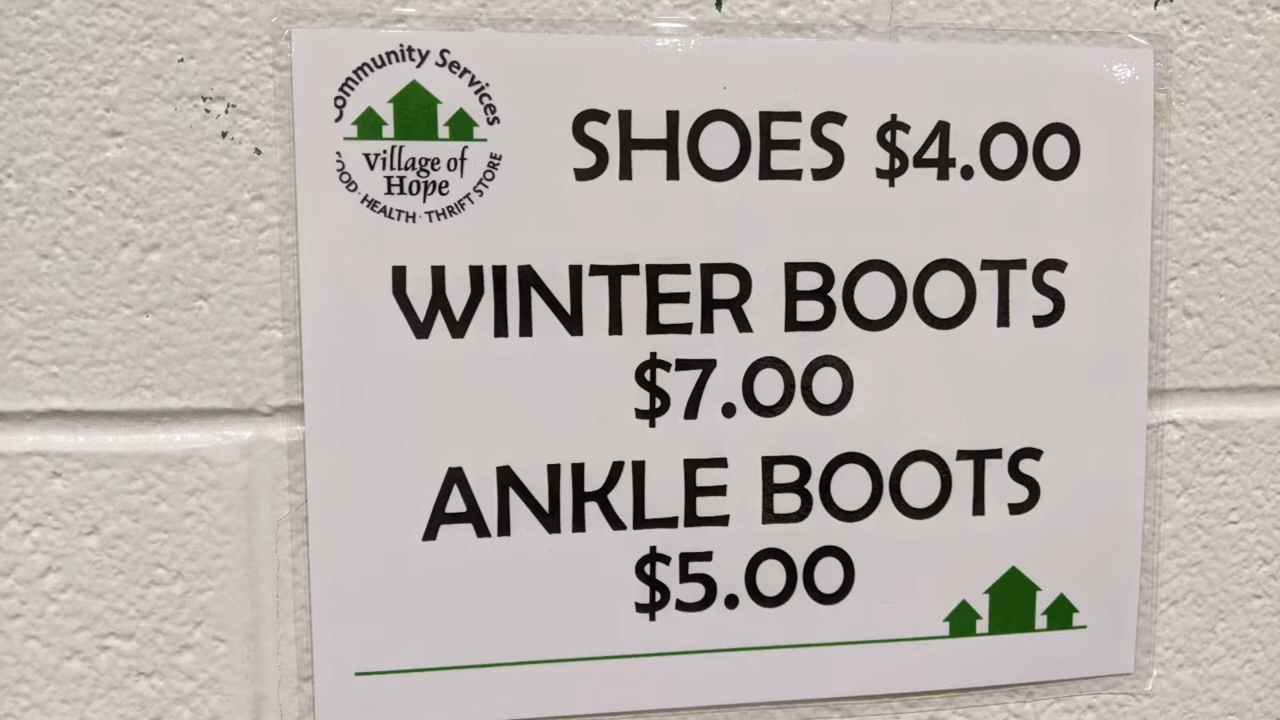 Community Services
Village of
Hope
FOOD · HEALTH · THRIFT STORE
SHOES $4.00
WINTER BOOTS
$7.00
ANKLE BOOTS
$5.00